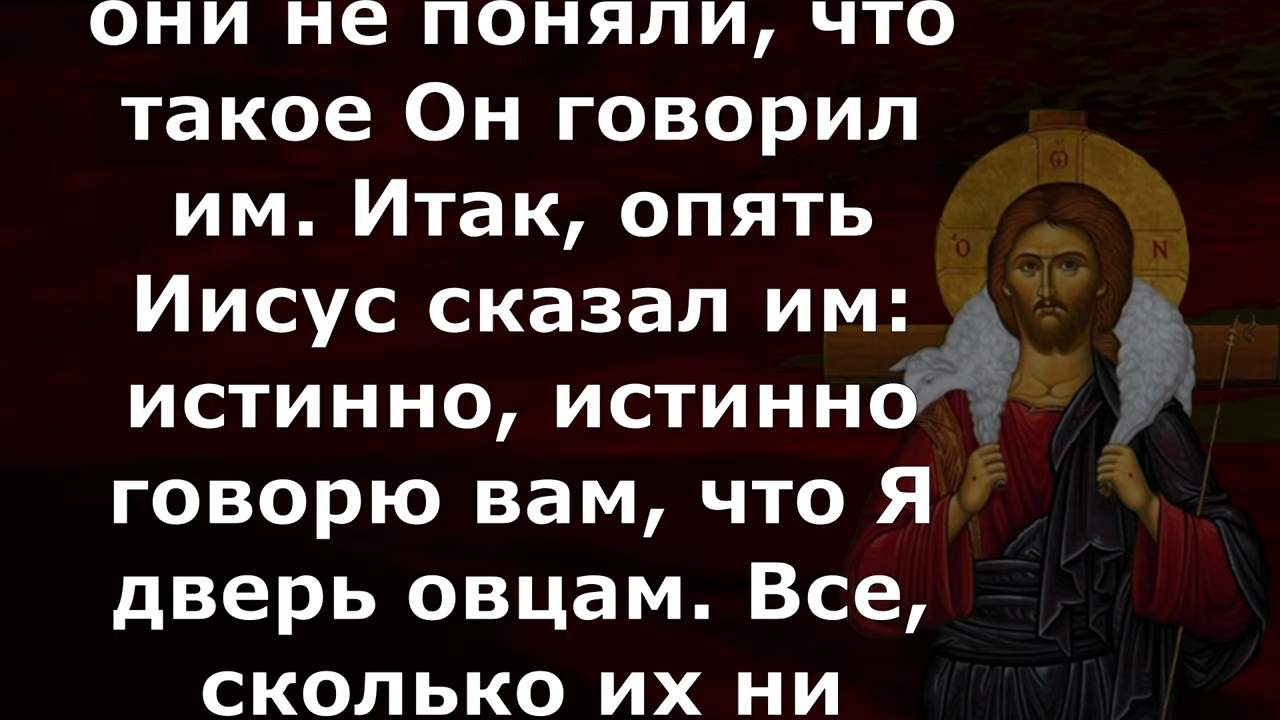 они не поняли, что
такое Он говорил
им. Итак, опять
Иисус сказал им:
истинно, истинно
говорю вам, что Я
дверь овцам. Все,
сколько их ни
Ὁ
Ὤ
Ν